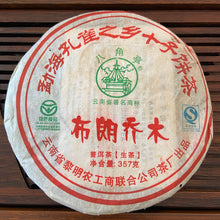 勐海孔雀之乡七子饼茶
八角亭
云南省著名商标
布朗乔木
普洱茶【生茶】
357克
云南省黎明农工商联合公司茶厂出品